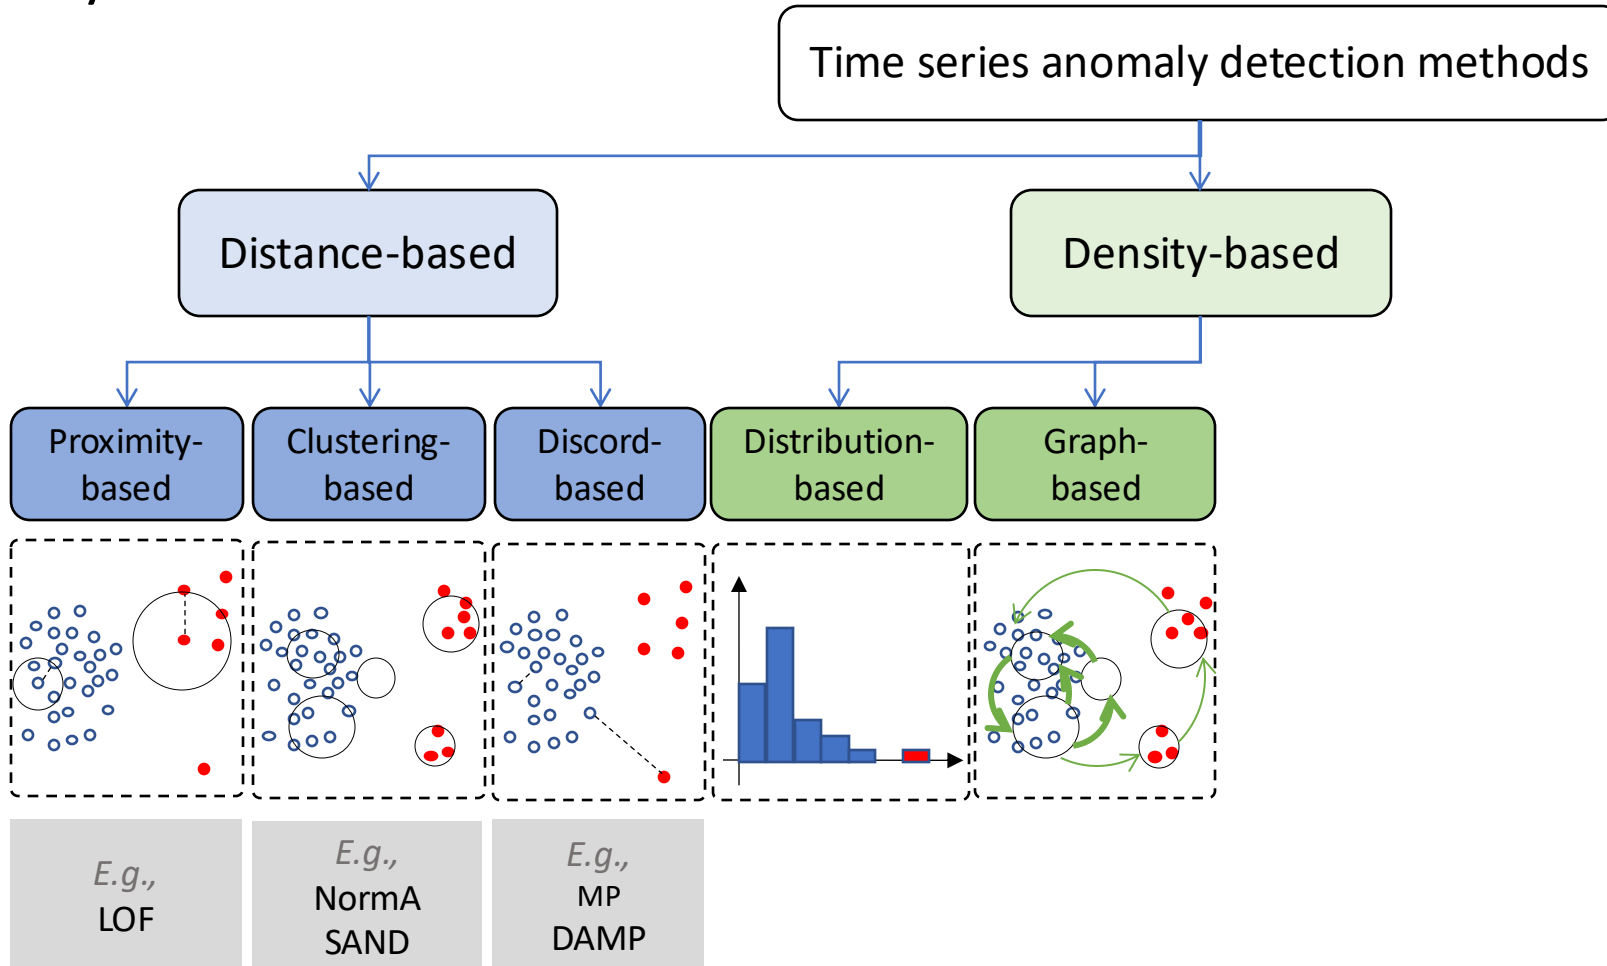 Time series anomaly detection methods
Distance-based
Density-based
Proximity-
based
Clustering-
based
Discord-
based
Distribution-
based
Graph-
based
E.g.,
LOF
E.g.,
NormA
SAND
E.g.,
MP
DAMP